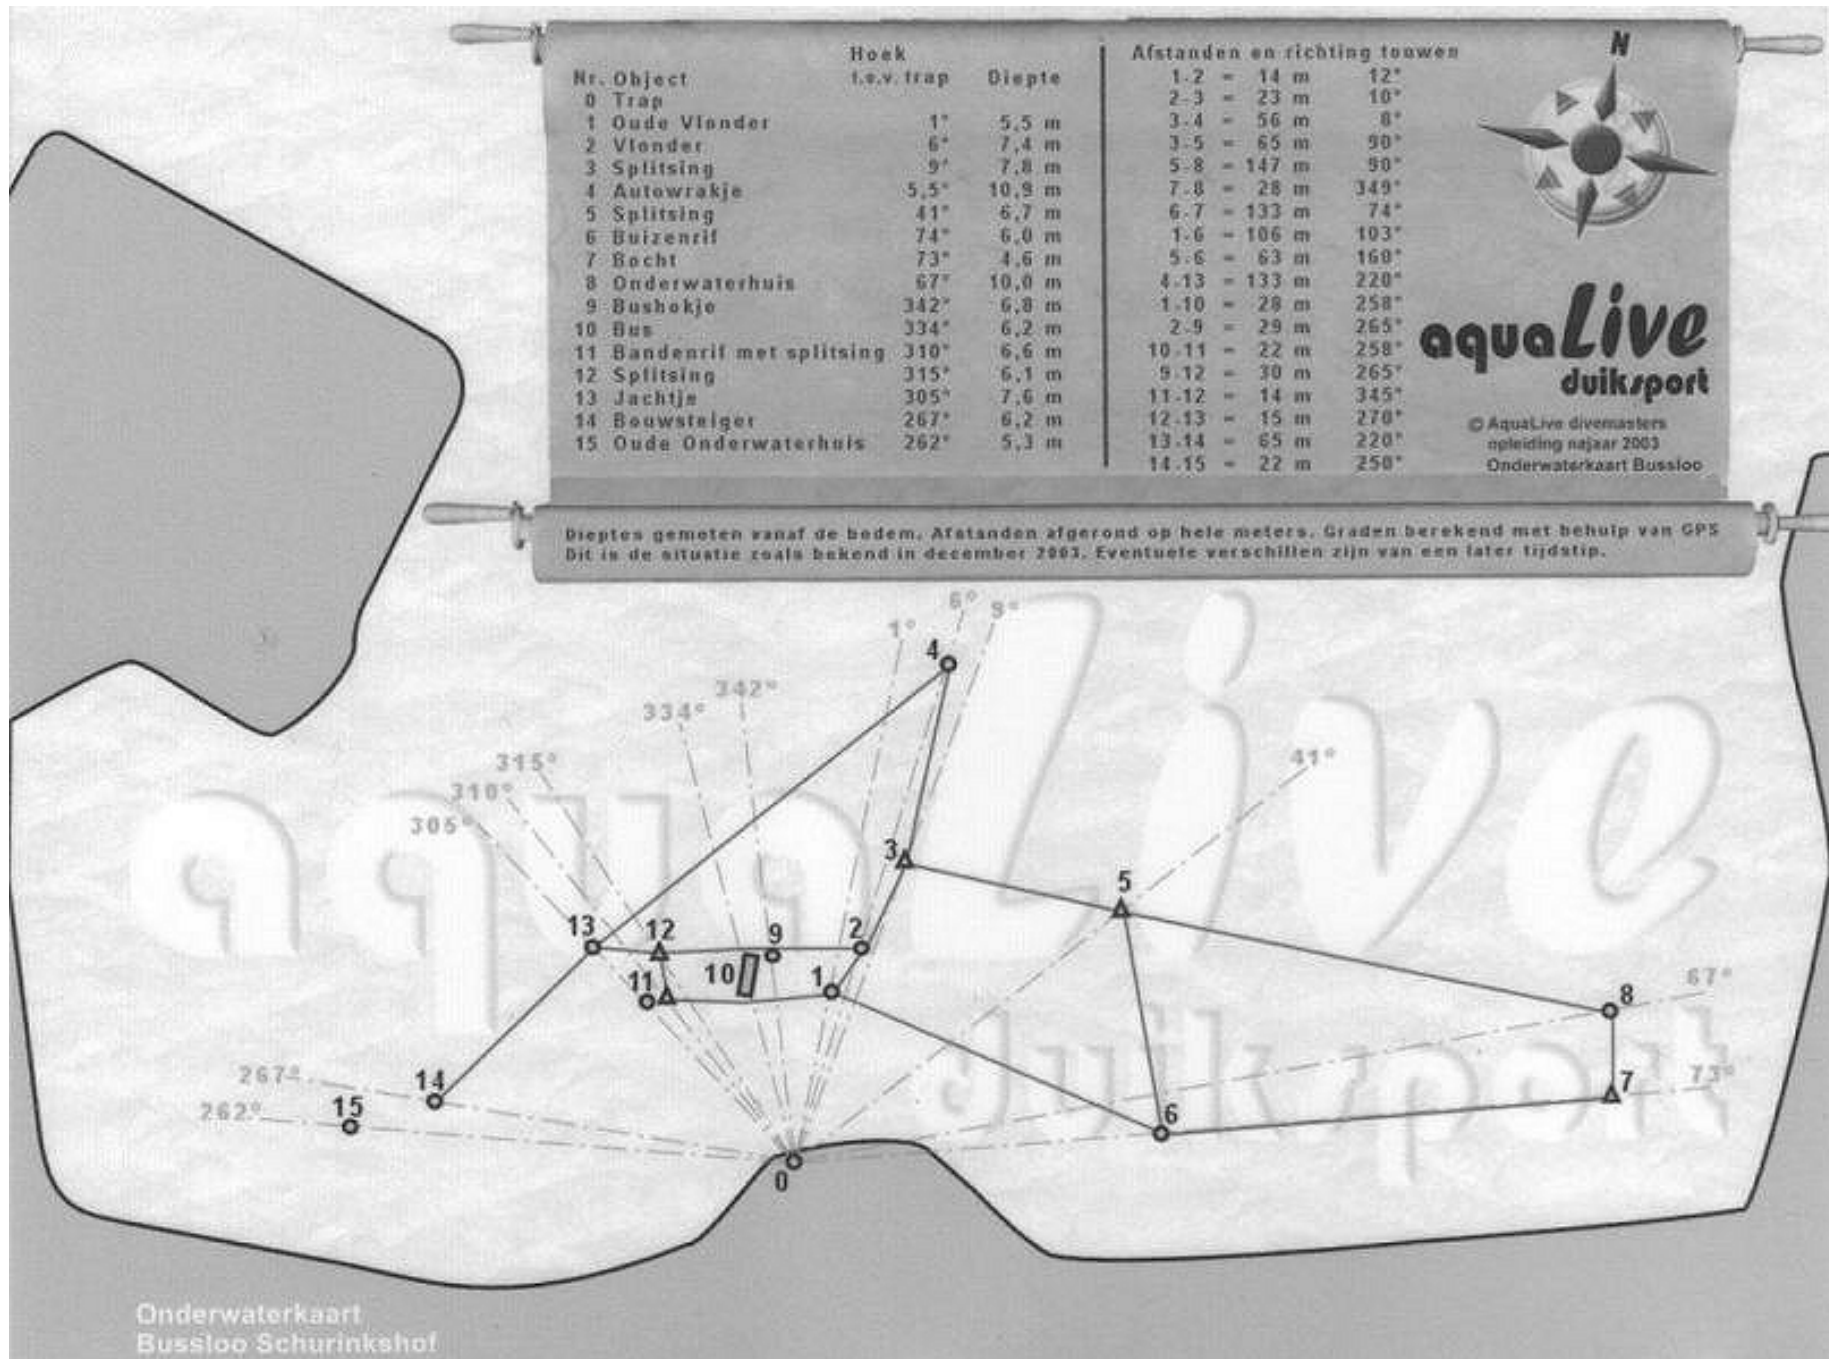 Hoek
Nr. Object t.o.v. trap Diepte
0 Trap
1 Oude Vlonder 1° 5,5 m
2 Vlonder 6° 7,4 m
3 Splitsing 9° 7,8 m
4 Autowrakje 5,5° 10,9 m
5 Splitsing 41° 6,7 m
6 Buizenrif 74° 6,0 m
7 Bocht 73° 4,6 m
8 Onderwaterhuis 67° 10,0 m
9 Bushokje 342° 6,8 m
10 Bus 334° 6,2 m
11 Bandenrif met splitsing 310° 6,6 m
12 Splitsing 315° 6,1 m
13 Jachtje 305° 7,6 m
14 Bouwsteiger 267° 6,2 m
15 Oude Onderwaterhuis 262° 5,3 m
Afstanden en richting touwen
1-2 = 14 m 12°
2-3 = 23 m 10°
3-4 = 56 m 8°
3-5 = 65 m 90°
5-8 = 147 m 90°
7-8 = 28 m 349°
6-7 = 133 m 74°
1-6 = 106 m 103°
5-6 = 63 m 160°
4-13 = 133 m 220°
1-10 = 28 m 258°
2-9 = 29 m 265°
10-11 = 22 m 258°
9-12 = 30 m 265°
11-12 = 14 m 345°
12-13 = 15 m 270°
13-14 = 65 m 220°
14-15 = 22 m 250°
N
aquaLive
duiksport
© AquaLive divemasters
opleiding najaar 2003
Onderwaterkaart Bussloo
Dieptes gemeten vanaf de bodem. Afstanden afgerond op hele meters. Graden berekend met behulp van GPS
Dit is de situatie zoals bekend in december 2003. Eventuele verschillen zijn van een later tijdstip.
6°
9°
1°
4
342°
334°
315°
41°
310°
305°
3
5
13
12
9
2
10
1
11
8
67°
267°
14
7
73°
262°
15
6
0
aquaLive
duiksport
Onderwaterkaart
Bussloo Schurinkshof